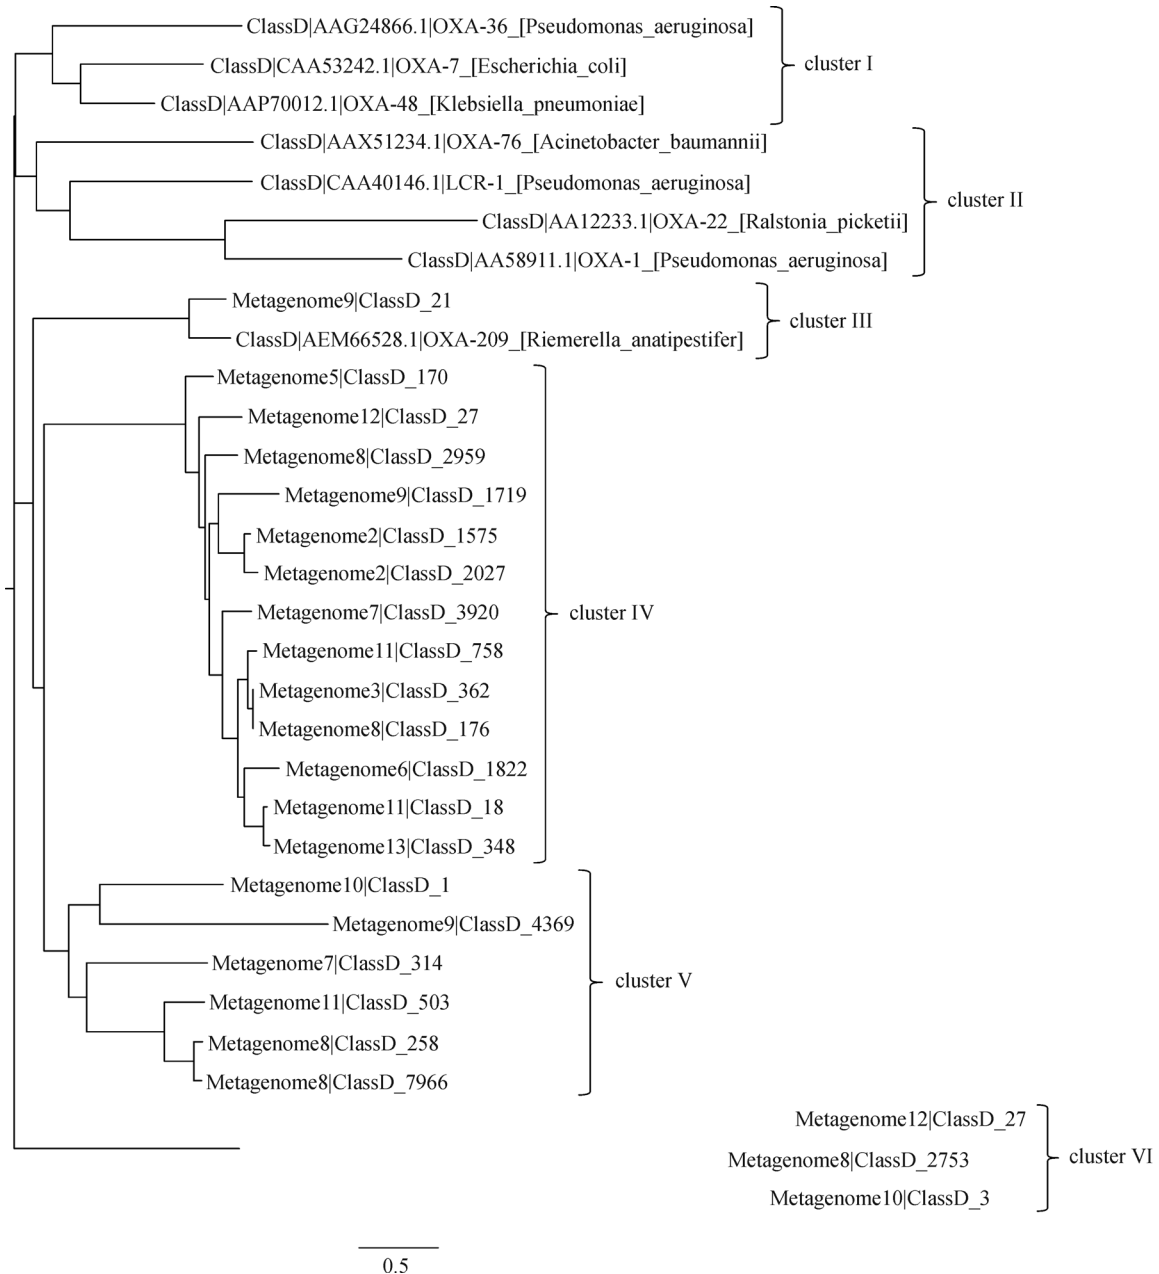 ClassD|AAG24866.1|OXA-36_[Pseudomonas_aeruginosa]
ClassD|CAA53242.1|OXA-7_[Escherichia_coli]
cluster I
ClassD|AAP70012.1|OXA-48_[Klebsiella_pneumoniae]
ClassD|AAX51234.1|OXA-76_[Acinetobacter_baumannii]
ClassD|CAA40146.1|LCR-1_[Pseudomonas_aeruginosa]
cluster II
ClassD|AA12233.1|OXA-22_[Ralstonia_picketii]
ClassD|AA58911.1|OXA-1_[Pseudomonas_aeruginosa]
Metagenome9|ClassD_21
cluster III
ClassD|AEM66528.1|OXA-209_[Riemerella_anatipestifer]
Metagenome5|ClassD_170
Metagenome12|ClassD_27
Metagenome8|ClassD_2959
Metagenome9|ClassD_1719
Metagenome2|ClassD_1575
Metagenome2|ClassD_2027
Metagenome7|ClassD_3920
cluster IV
Metagenome11|ClassD_758
Metagenome3|ClassD_362
Metagenome8|ClassD_176
Metagenome6|ClassD_1822
Metagenome11|ClassD_18
Metagenome13|ClassD_348
Metagenome10|ClassD_1
Metagenome9|ClassD_4369
Metagenome7|ClassD_314
cluster V
Metagenome11|ClassD_503
Metagenome8|ClassD_258
Metagenome8|ClassD_7966
Metagenome12|ClassD_27
Metagenome8|ClassD_2753
cluster VI
Metagenome10|ClassD_3
0.5